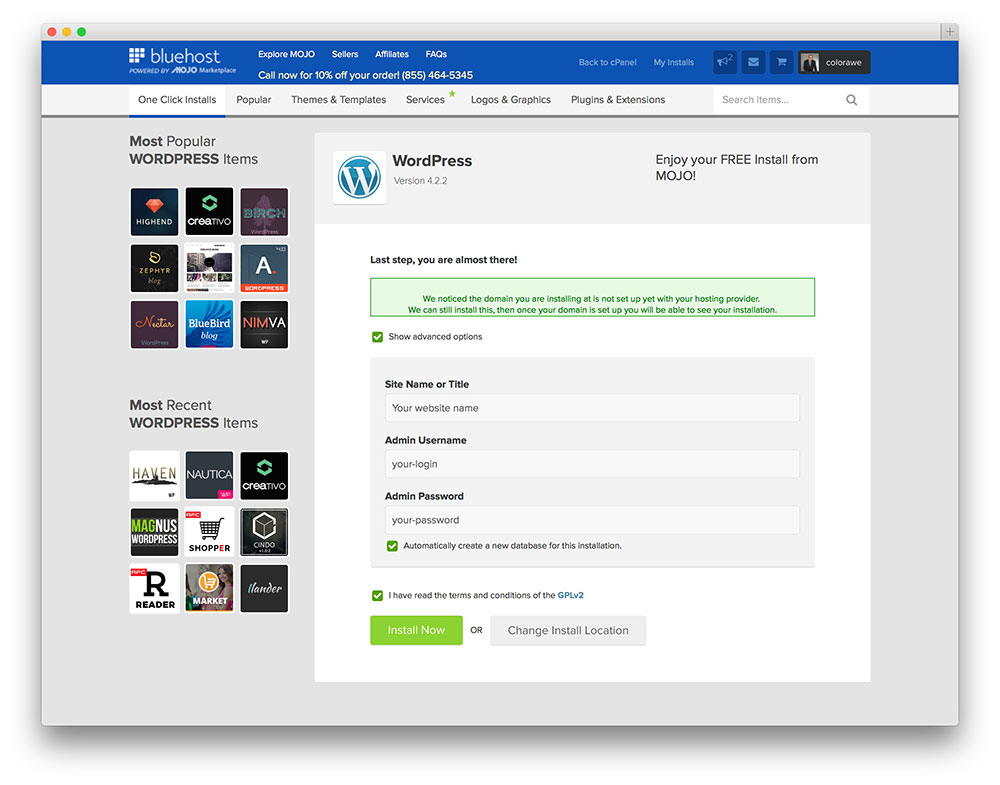 bluehost
POWERED BY MOJO Marketplace
Explore MOJO Sellers Affiliates FAQs
Call now for 10% off your order! (855) 464-5345
Back to cPanel My Installs 2 colorawe
One Click Installs Popular Themes & Templates Services Logos & Graphics Plugins & Extensions Search items...
Most Popular
WORDPRESS Items
HIGHEND
CREATIVO
BIRCH
WordPress
ZEPHYR
blog
A.
WORDPRESS
Nectar
WordPress
BlueBird
blog
NIMVA
WP
Most Recent
WORDPRESS Items
HAVEN
WP
NAUTICA
WP
CREATIVO
MAGNUS
WORDPRESS
SHOPPER
CINDO
v1.0.2
R
READER
MARKET
Ilander
WordPress
Version 4.2.2
Enjoy your FREE Install from
MOJO!
Last step, you are almost there!
We noticed the domain you are installing at is not set up yet with your hosting provider.
We can still install this, then once your domain is set up you will be able to see your installation.
Show advanced options
Site Name or Title
Your website name
Admin Username
your-login
Admin Password
your-password
Automatically create a new database for this installation.
I have read the terms and conditions of the GPLv2
Install Now OR Change Install Location